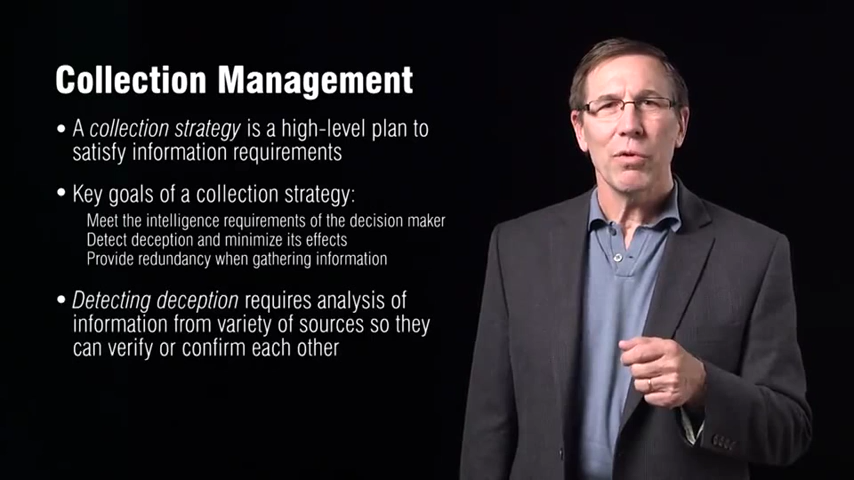 Collection Management
• A collection strategy is a high-level plan to
satisfy information requirements
• Key goals of a collection strategy:
Meet the intelligence requirements of the decision maker
Detect deception and minimize its effects
Provide redundancy when gathering information
• Detecting deception requires analysis of
information from variety of sources so they
can verify or confirm each other